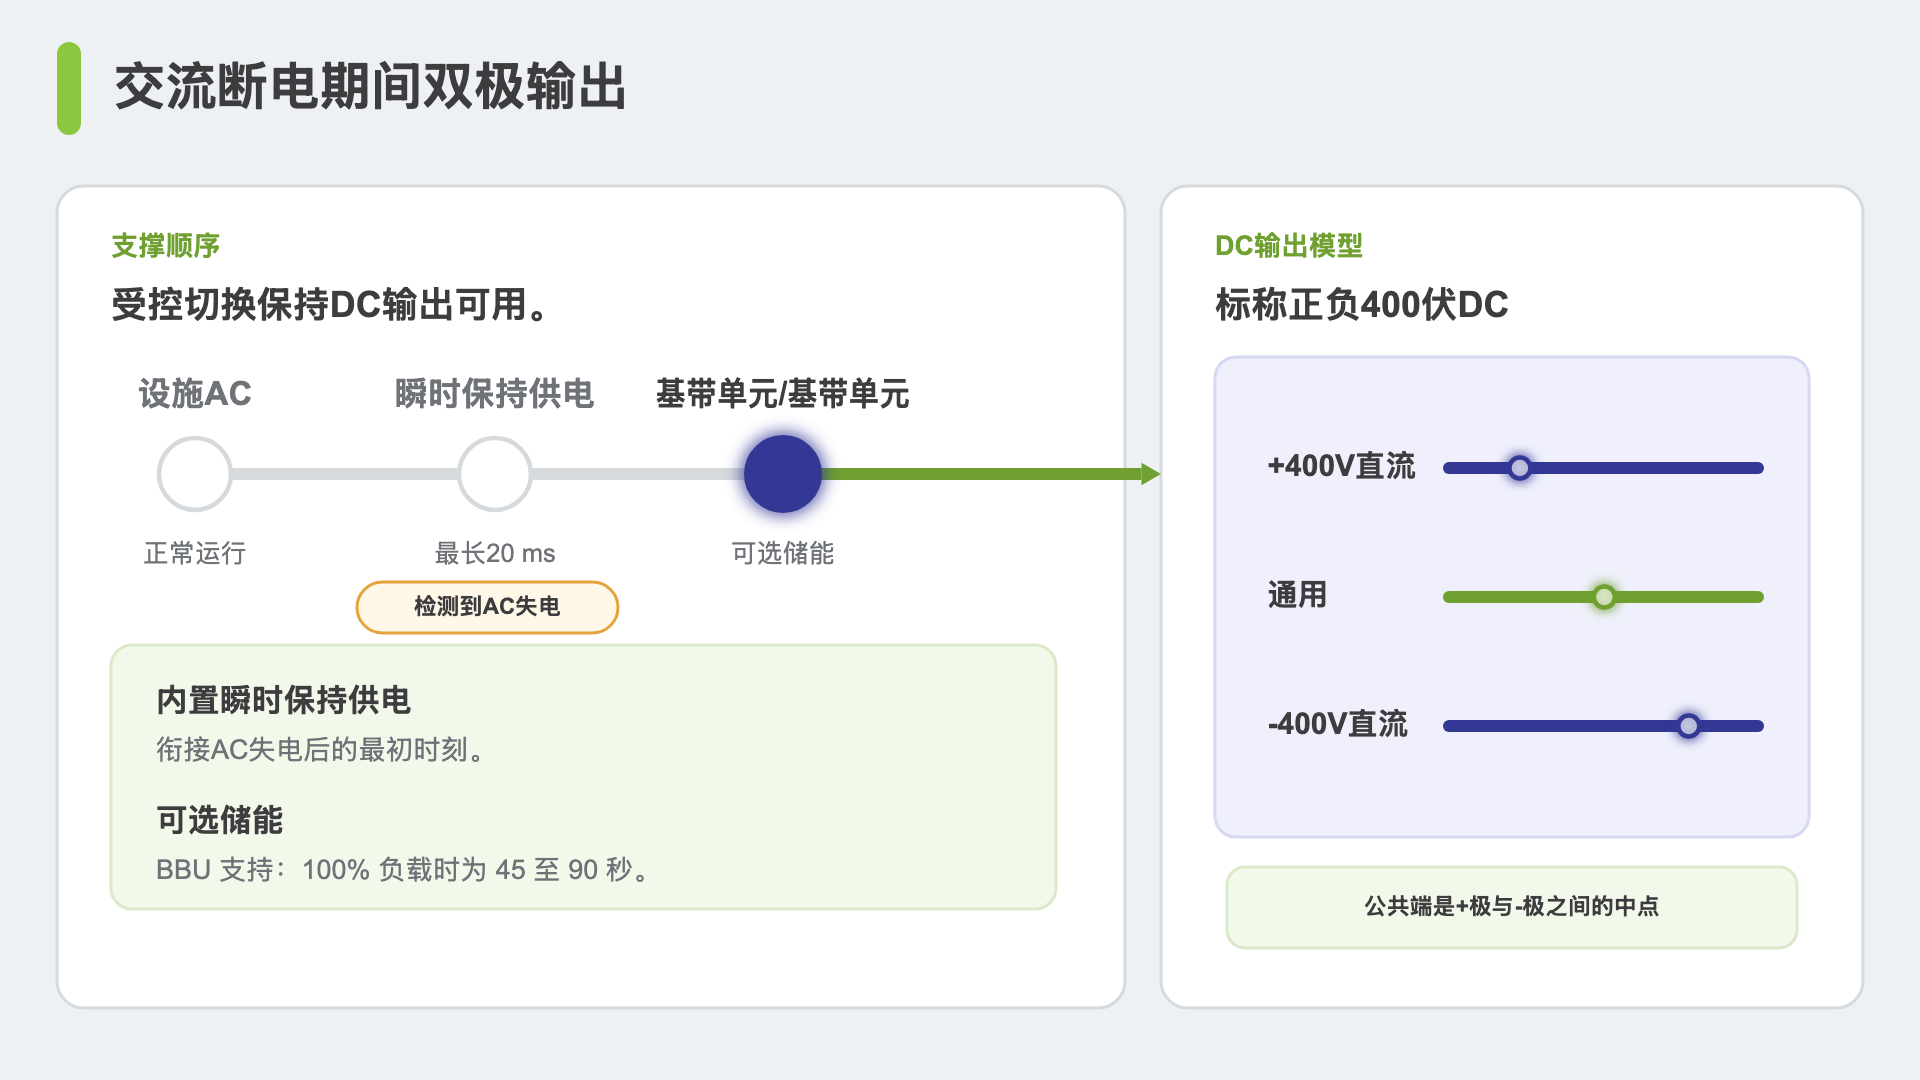 交流断电期间双极输出
支撑顺序
受控切换保持DC输出可用。
设施AC
瞬时保持供电
基带单元/基带单元
正常运行
最长20 ms
可选储能
检测到AC失电
内置瞬时保持供电
衔接AC失电后的最初时刻。
可选储能
BBU 支持：100% 负载时为 45 至 90 秒。
DC输出模型
标称正负400伏DC
+400V直流
通用
-400V直流
公共端是+极与-极之间的中点